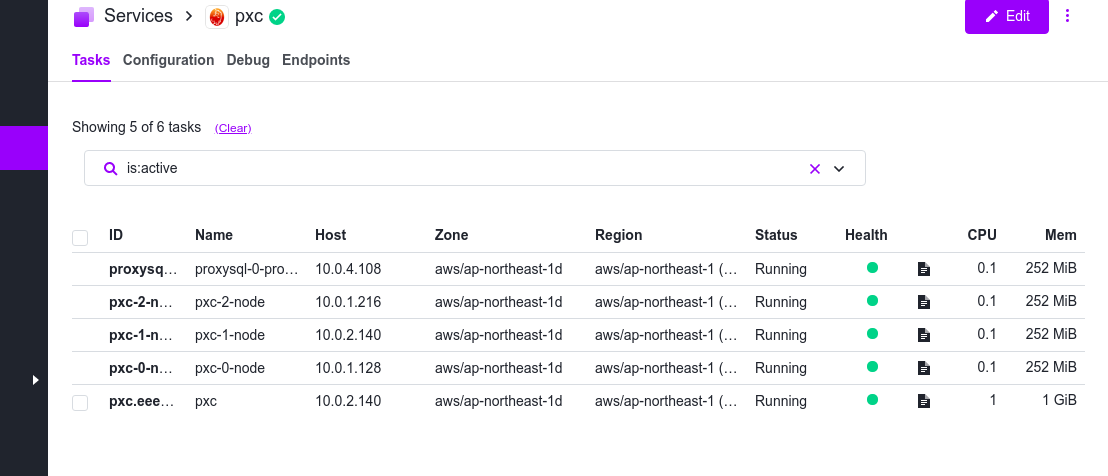 Services > pxc
Edit
Tasks Configuration Debug Endpoints
Showing 5 of 6 tasks (Clear)
is:active
ID Name Host Zone Region Status Health CPU Mem
proxysq... proxysql-0-pro... 10.0.4.108 aws/ap-northeast-1d aws/ap-northeast-1 (... Running 0.1 252 MiB
pxc-2-n... pxc-2-node 10.0.1.216 aws/ap-northeast-1d aws/ap-northeast-1 (... Running 0.1 252 MiB
pxc-1-n... pxc-1-node 10.0.2.140 aws/ap-northeast-1d aws/ap-northeast-1 (... Running 0.1 252 MiB
pxc-0-n... pxc-0-node 10.0.1.128 aws/ap-northeast-1d aws/ap-northeast-1 (... Running 0.1 252 MiB
pxc.eee... pxc 10.0.2.140 aws/ap-northeast-1d aws/ap-northeast-1 (... Running 1 1 GiB